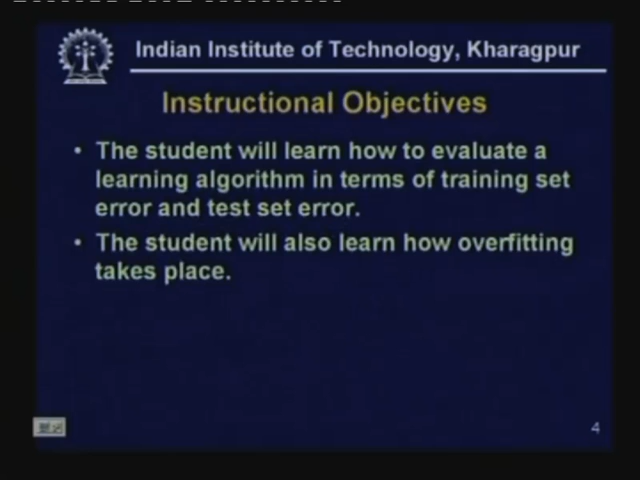 Indian Institute of Technology, Kharagpur
Instructional Objectives
• The student will learn how to evaluate a
learning algorithm in terms of training set
error and test set error.
• The student will also learn how overfitting
takes place.
4